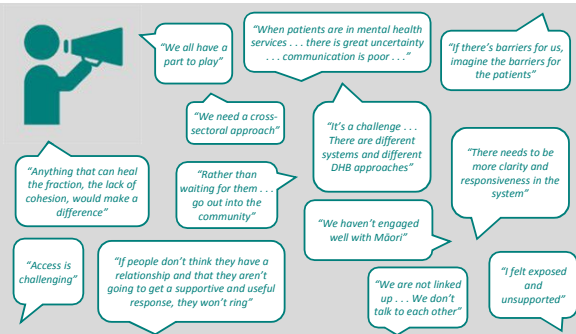 “We all have a
part to play”
“When patients are in mental health
services . . . there is great uncertainty
. . . communication is poor . . .”
“If there’s barriers for us,
imagine the barriers for
the patients”
“We need a cross-
sectoral approach”
“It’s a challenge . . .
There are different
systems and different
DHB approaches”
“There needs to be
more clarity and
responsiveness in the
system”
“Anything that can heal
the fraction, the lack of
cohesion, would make a
difference”
“Rather than
waiting for them . . .
go out into the
community”
“We haven’t engaged
well with Māori”
“Access is
challenging”
“If people don’t think they have a
relationship and that they aren’t
going to get a supportive and useful
response, they won’t ring”
“We are not linked
up . . . We don’t
talk to each other”
“I felt exposed
and
unsupported”